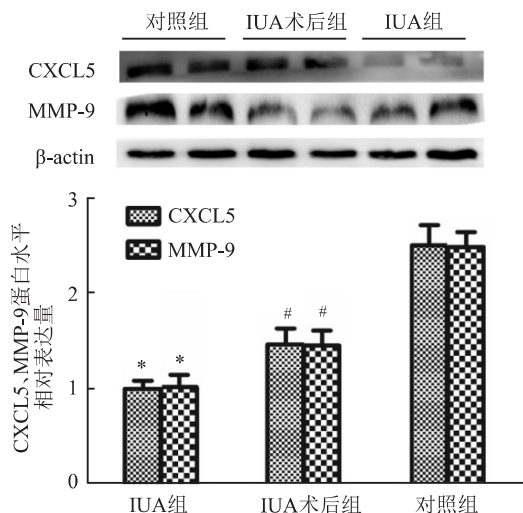 对照组 IUA术后组 IUA组
CXCL5
MMP-9
β-actin
CXCL5、MMP-9蛋白水平
相对表达量
3
2
1
0
CXCL5
MMP-9
* * # #
IUA组 IUA术后组 对照组